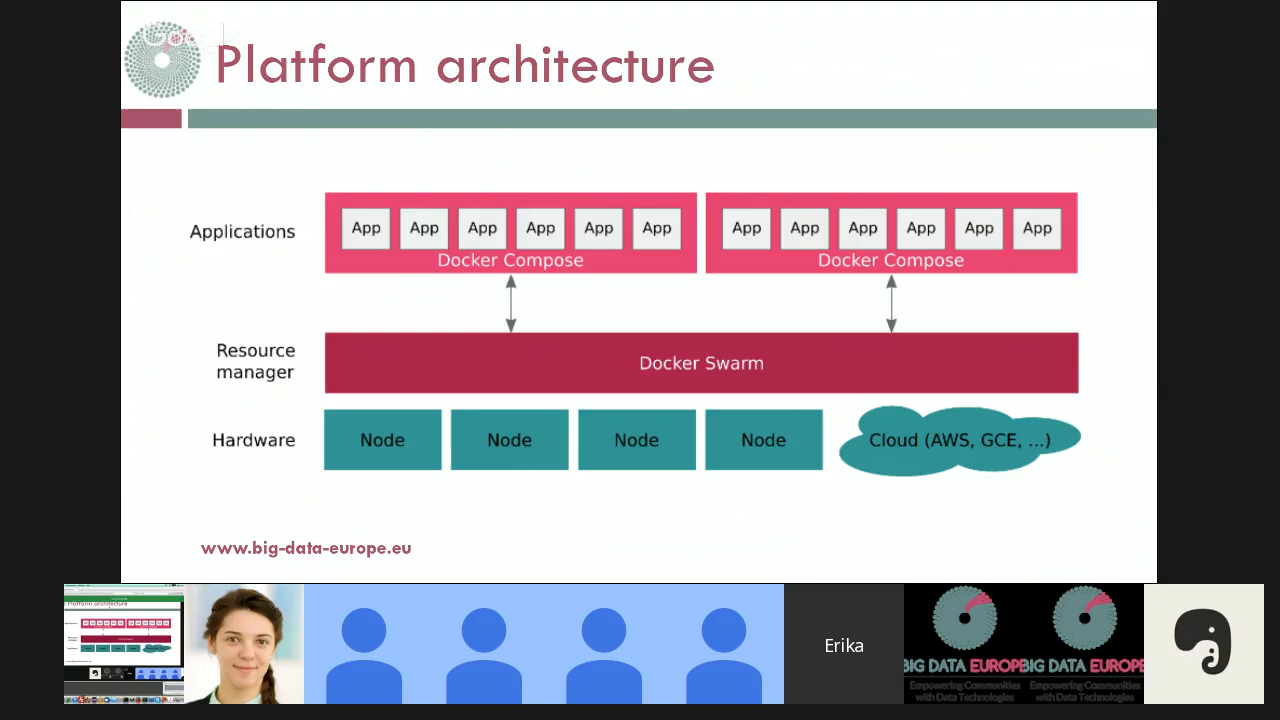 Platform architecture
Applications
App App App App App App
Docker Compose
App App App App App App
Docker Compose
Resource
manager
Docker Swarm
Hardware
Node Node Node Node
Cloud (AWS, GCE, ...)
www.big-data-europe.eu
Platform architecture
Erika
BIG DATA EUROPE
Empowering Communities
with Data Technologies
BIG DATA EUROPE
Empowering Communities
with Data Technologies